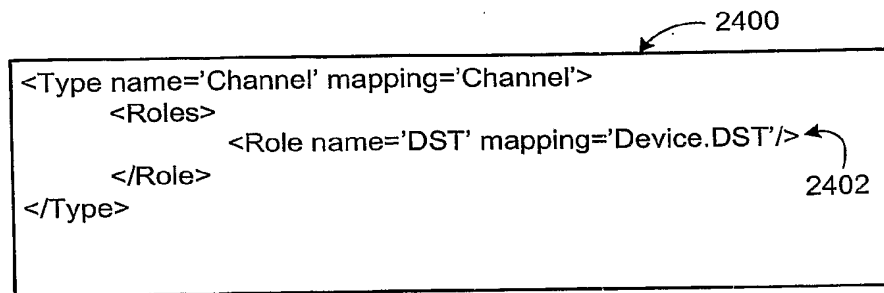 2400
<Type name='Channel' mapping='Channel'>
<Roles>
<Role name='DST' mapping='Device.DST'/>
</Role>
2402
</Type>